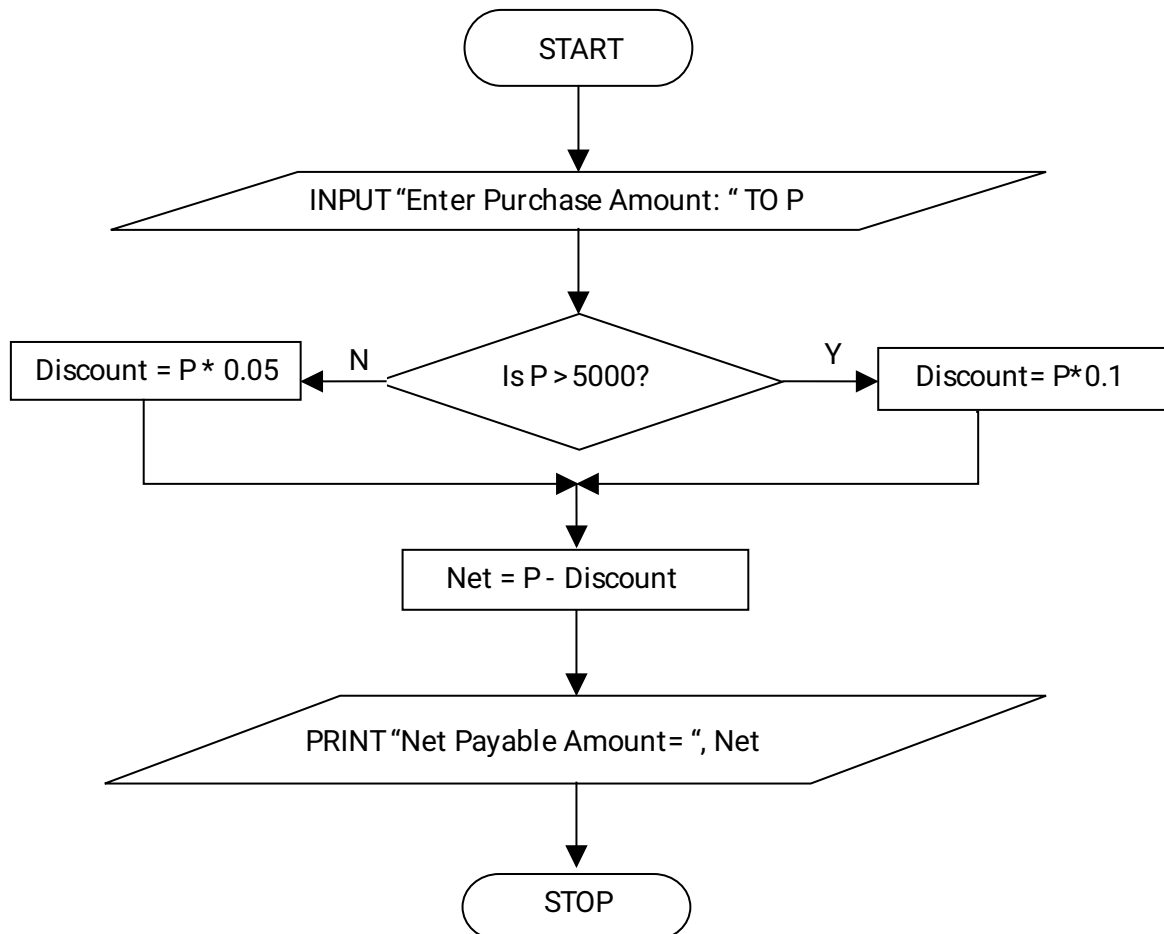 START
INPUT “Enter Purchase Amount: “ TO P
N
Y
Discount = P * 0.05
Is P > 5000?
Discount= P*0.1
Net = P - Discount
PRINT “Net Payable Amount= “, Net
STOP